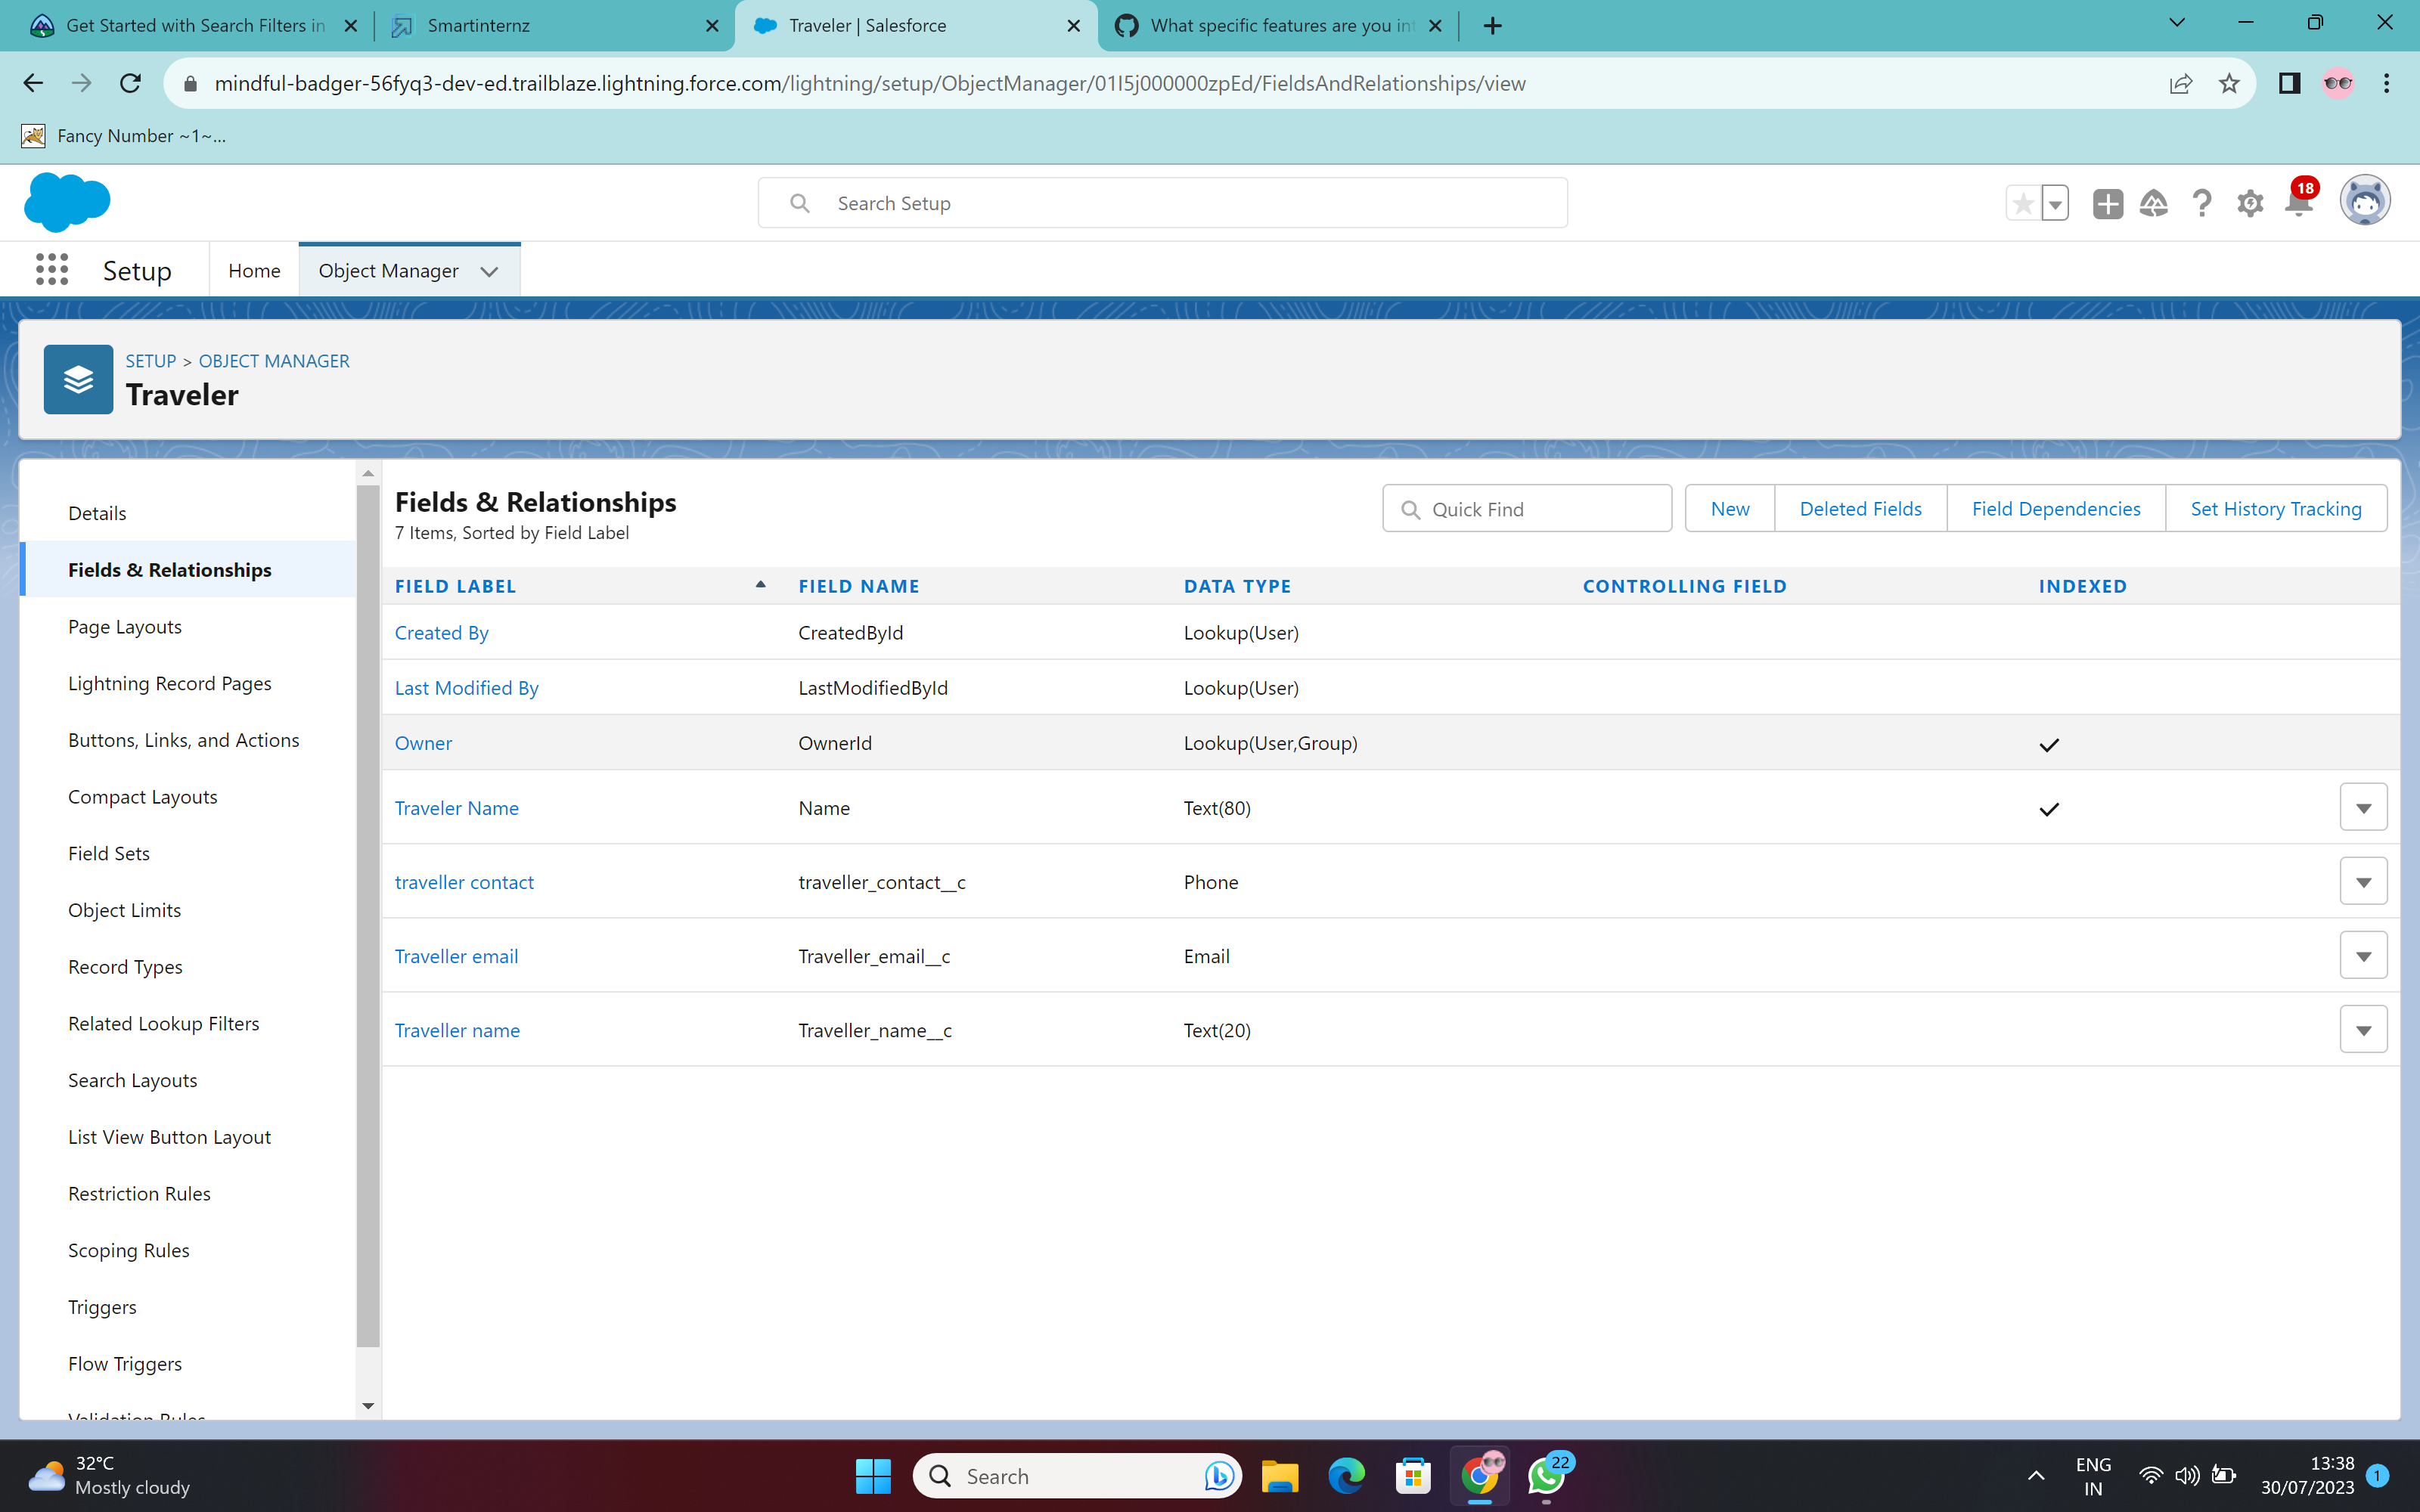 Get Started with Search Filters in
Smartinternz
Traveler | Salesforce
What specific features are you int
mindful-badger-56fyq3-dev-ed.trailblaze.lightning.force.com/lightning/setup/ObjectManager/01I5j000000zpEd/FieldsAndRelationships/view
Fancy Number ~1~...
Search Setup
18
Setup
Home
Object Manager
SETUP > OBJECT MANAGER
Traveler
Details
Fields & Relationships
Page Layouts
Lightning Record Pages
Buttons, Links, and Actions
Compact Layouts
Field Sets
Object Limits
Record Types
Related Lookup Filters
Search Layouts
List View Button Layout
Restriction Rules
Scoping Rules
Triggers
Flow Triggers
Validation Rules
Fields & Relationships
7 Items, Sorted by Field Label
Quick Find
New
Deleted Fields
Field Dependencies
Set History Tracking
FIELD LABEL FIELD NAME DATA TYPE CONTROLLING FIELD INDEXED
Created By CreatedById Lookup(User)
Last Modified By LastModifiedById Lookup(User)
Owner OwnerId Lookup(User,Group)
Traveler Name Name Text(80)
traveller contact traveller_contact__c Phone
Traveller email Traveller_email__c Email
Traveller name Traveller_name__c Text(20)
32°C
Mostly cloudy
Search
22
ENG
IN
13:38
30/07/2023
1